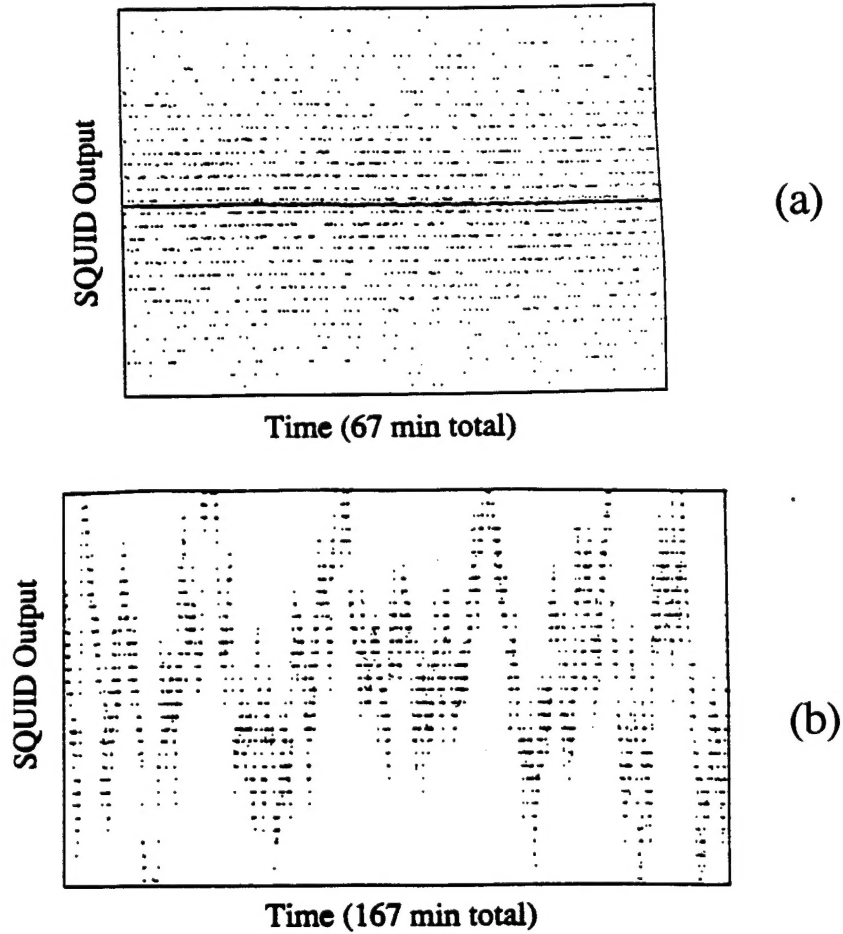 SQUID Output
(a)
Time (67 min total)
SQUID Output
(b)
Time (167 min total)